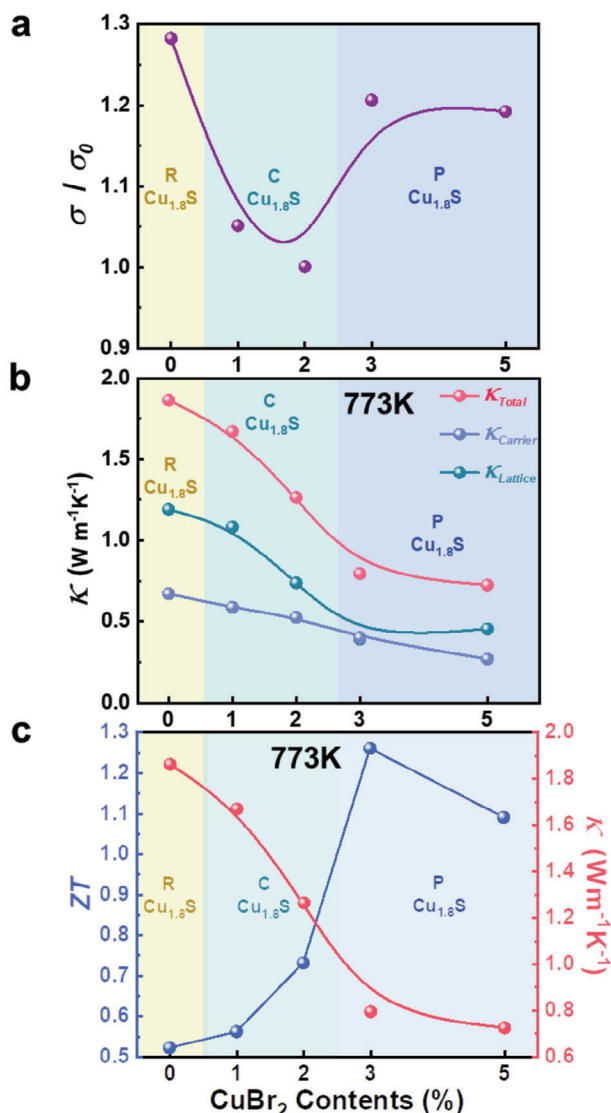 a
1.3
1.2
1.1
1.0
0.9
σ / σ0
R
Cu1.8S
C
Cu1.8S
P
Cu1.8S
0 1 2 3 5
b
2.0
1.5
1.0
0.5
0.0
κ (W m-1K-1)
773K
κTotal
κCarrier
κLattice
C
Cu1.8S
R
Cu1.8S
P
Cu1.8S
0 1 2 3 5
c
1.3
1.2
1.1
1.0
0.9
0.8
0.7
0.6
0.5
ZT
773K
R
Cu1.8S
C
Cu1.8S
P
Cu1.8S
2.0
1.8
1.6
1.4
1.2
1.0
0.8
0.6
κ (Wm-1K-1)
0 1 2 3 5
CuBr2 Contents (%)